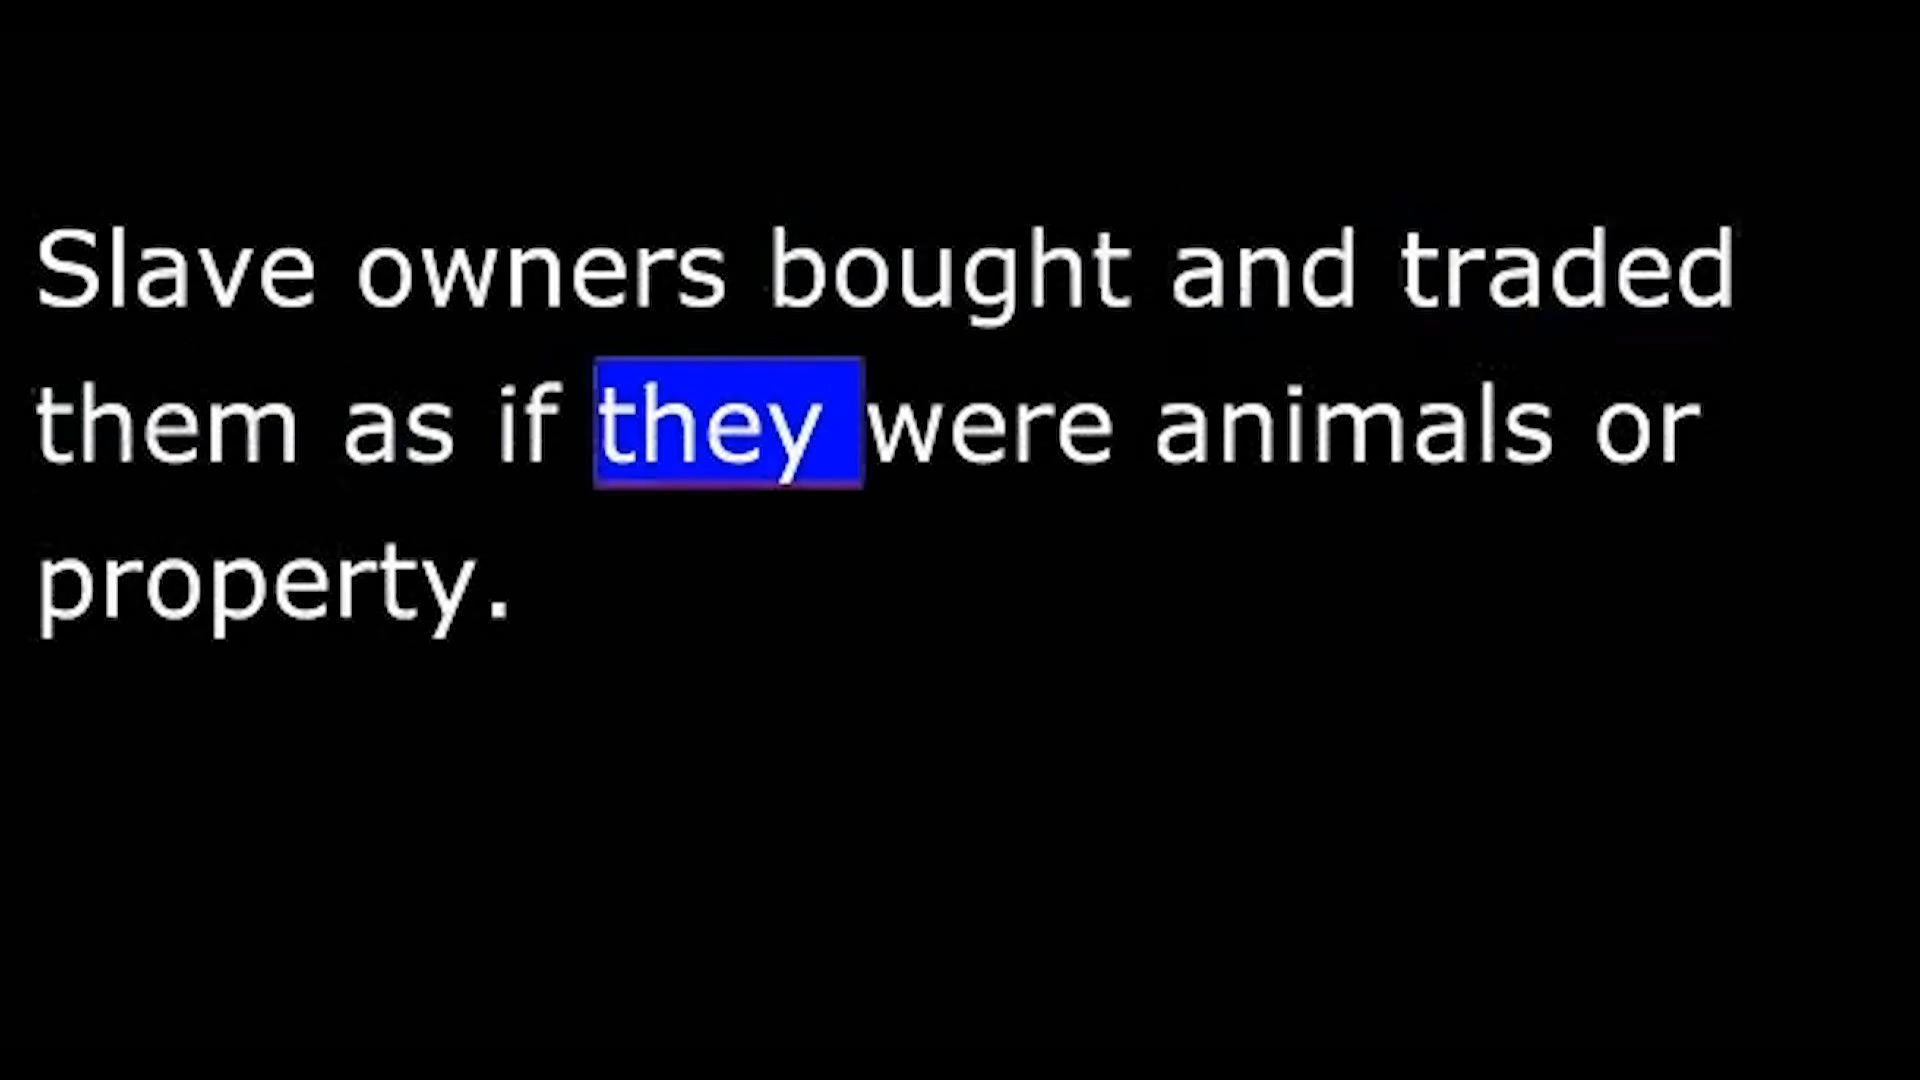 Slave owners bought and traded
them as if they were animals or
property.